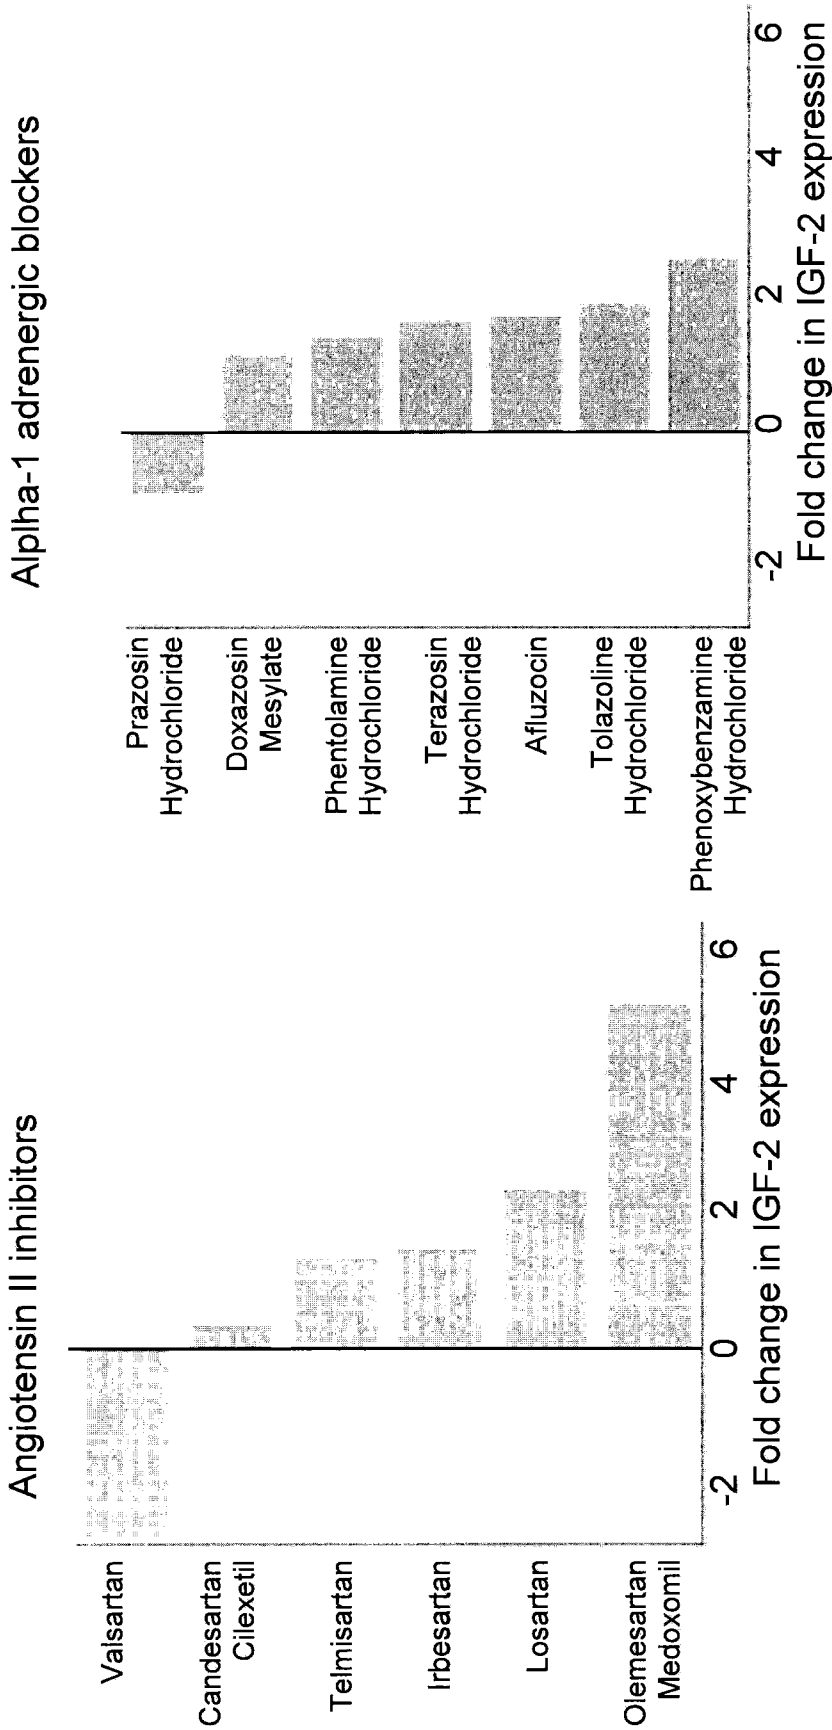 Angiotensin II inhibitors
Valsartan
Candesartan
Cilexetil
Telmisartan
Irbesartan
Losartan
Olemesartan
Medoxomil
-2
0
2
4
6
Fold change in IGF-2 expression
Alplha-1 adrenergic blockers
Prazosin
Hydrochloride
Doxazosin
Mesylate
Phentolamine
Hydrochloride
Terazosin
Hydrochloride
Afluzocin
Tolazoline
Hydrochloride
Phenoxybenzamine
Hydrochloride
-2
0
2
4
6
Fold change in IGF-2 expression